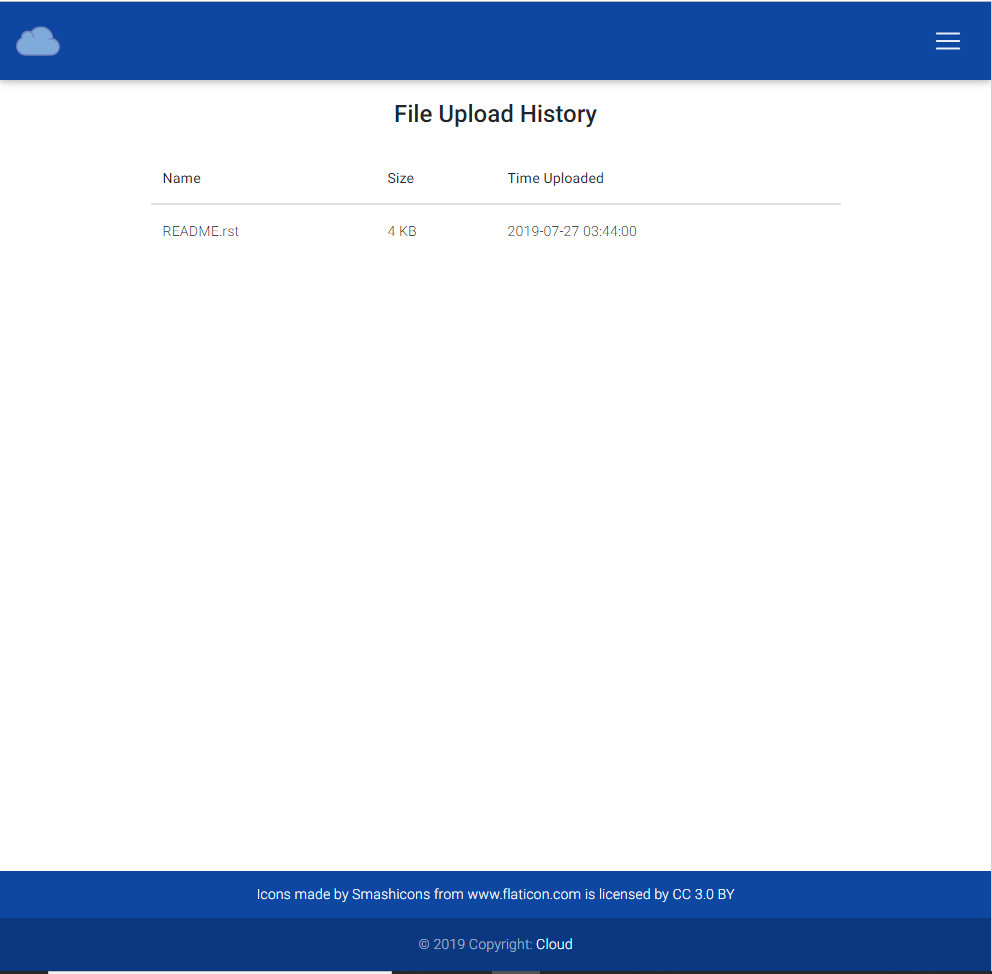 File Upload History
Name Size Time Uploaded
README.rst 4 KB 2019-07-27 03:44:00
Icons made by Smashicons from www.flaticon.com is licensed by CC 3.0 BY
© 2019 Copyright: Cloud